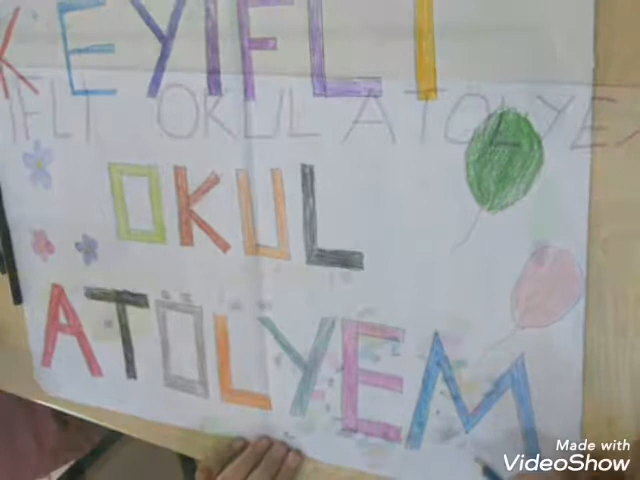 KEYİFLİ
İFLİ OKUL ATÖLYE
OKUL
ATÖLYEM
Made with
VideoShow